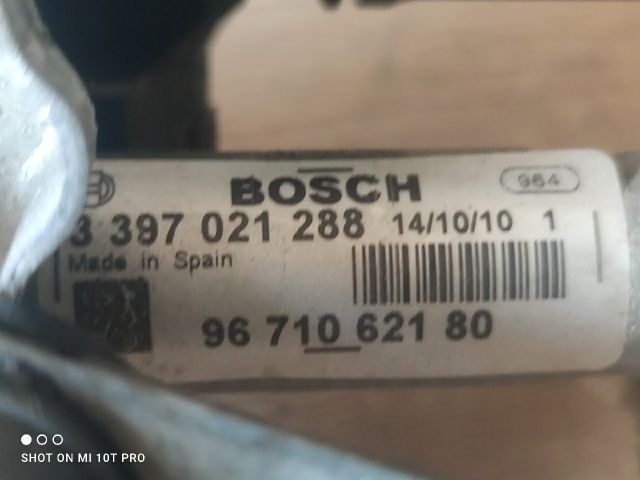 BOSCH
964
3 397 021 288 14/10/10 1
Made in Spain
96 710 621 80
SHOT ON MI 10T PRO